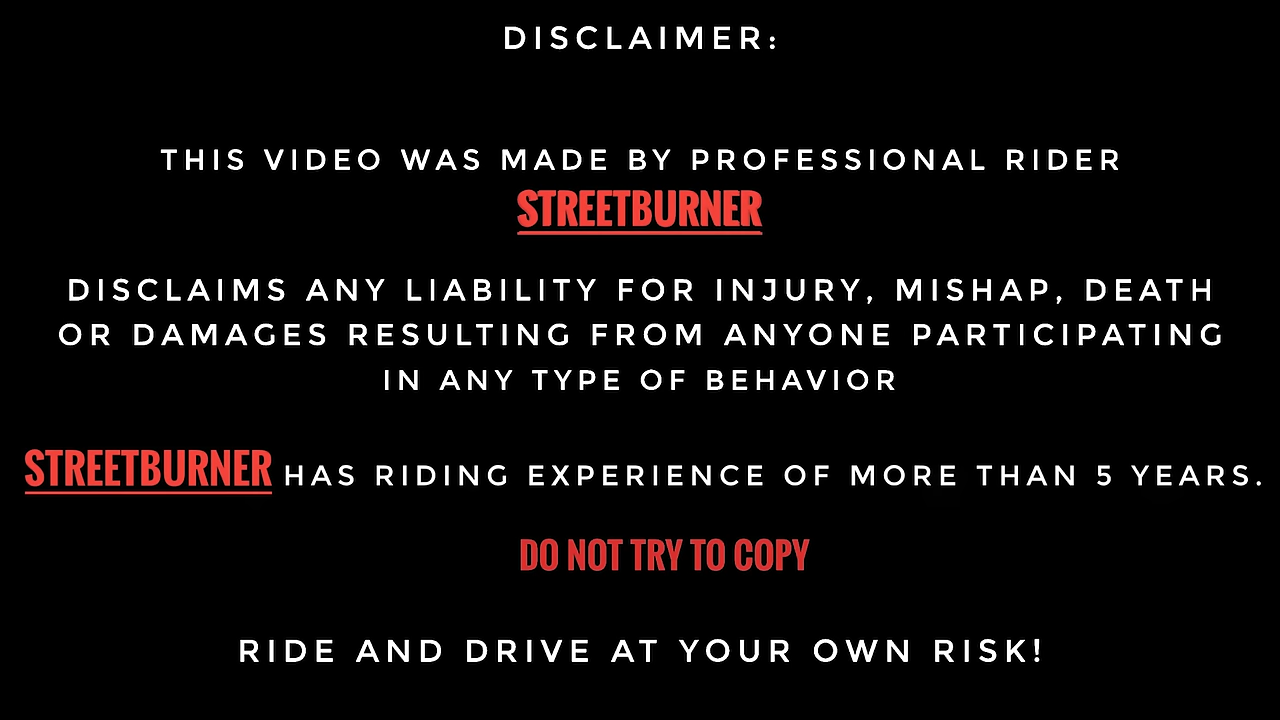 DISCLAIMER:
THIS VIDEO WAS MADE BY PROFESSIONAL RIDER
STREETBURNER
DISCLAIMS ANY LIABILITY FOR INJURY, MISHAP, DEATH
OR DAMAGES RESULTING FROM ANYONE PARTICIPATING
IN ANY TYPE OF BEHAVIOR
STREETBURNER HAS RIDING EXPERIENCE OF MORE THAN 5 YEARS.
DO NOT TRY TO COPY
RIDE AND DRIVE AT YOUR OWN RISK!